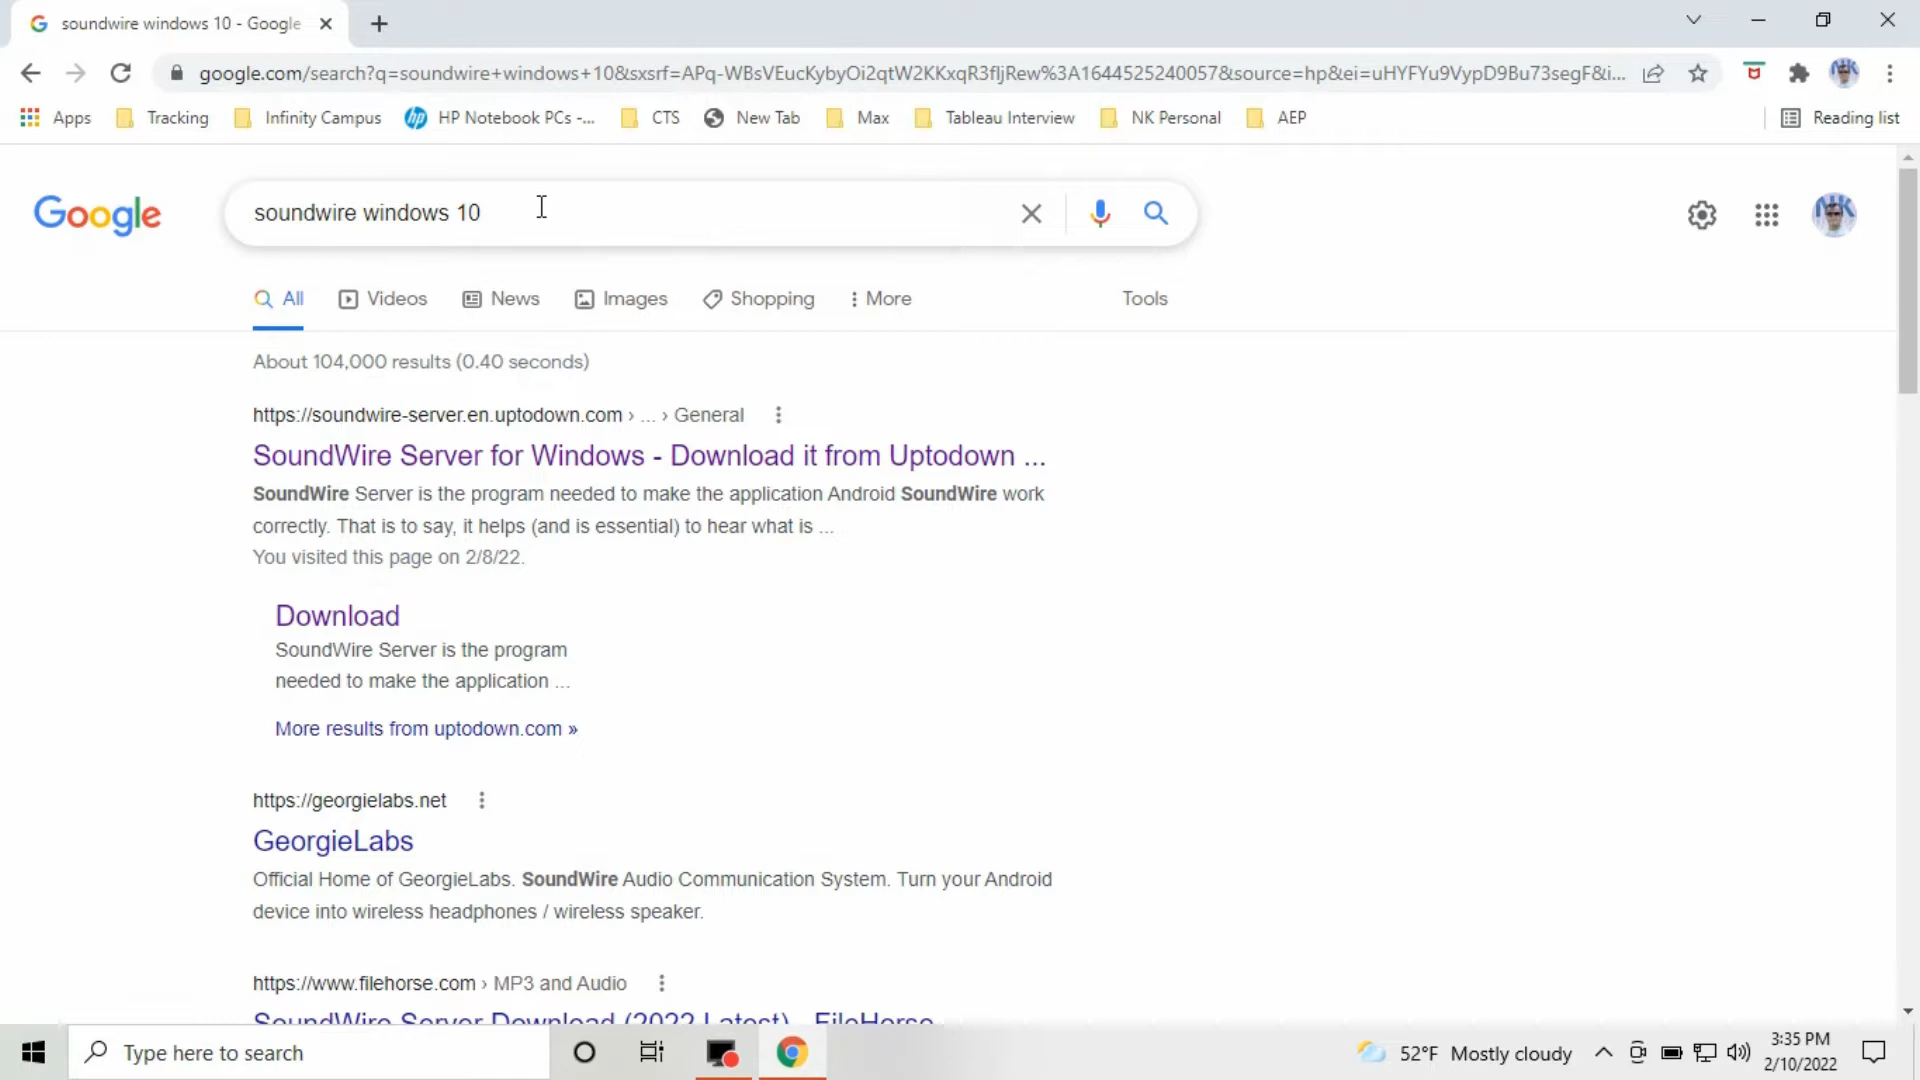 soundwire windows 10 - Google
google.com/search?q=soundwire+windows+10&sxsrf=APq-WBsVEucKybyOi2qtW2KKxqR3fIjRew%3A1644525240057&source=hp&ei=uHYFYu9VypD9Bu73segF&i...
Apps Tracking Infinity Campus HP Notebook PCs -... CTS New Tab Max Tableau Interview NK Personal AEP Reading list
Google soundwire windows 10
All Videos News Images Shopping More Tools
About 104,000 results (0.40 seconds)
https://soundwire-server.en.uptodown.com › ... › General
SoundWire Server for Windows - Download it from Uptodown ...
SoundWire Server is the program needed to make the application Android SoundWire work
correctly. That is to say, it helps (and is essential) to hear what is ...
You visited this page on 2/8/22.
Download
SoundWire Server is the program
needed to make the application ...
More results from uptodown.com »
https://georgielabs.net
GeorgieLabs
Official Home of GeorgieLabs. SoundWire Audio Communication System. Turn your Android
device into wireless headphones / wireless speaker.
https://www.filehorse.com › MP3 and Audio
SoundWire Server Download (2022 Latest) - FileHorse
Type here to search
52°F Mostly cloudy
3:35 PM
2/10/2022